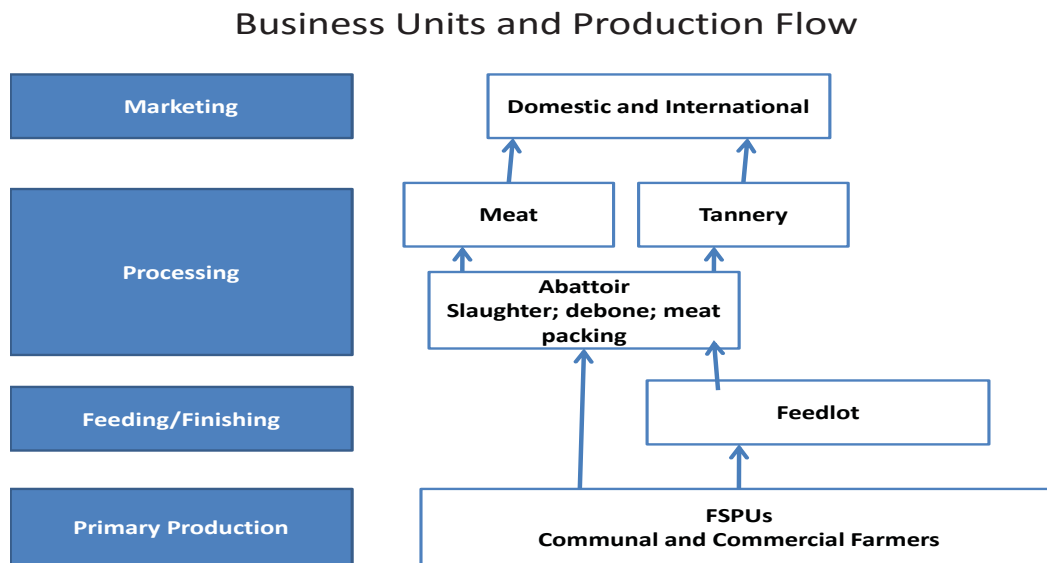 Business Units and Production Flow
Marketing
Domestic and International
Processing
Meat
Tannery
Abattoir
Slaughter; debone; meat
packing
Feeding/Finishing
Feedlot
Primary Production
FSPUs
Communal and Commercial Farmers